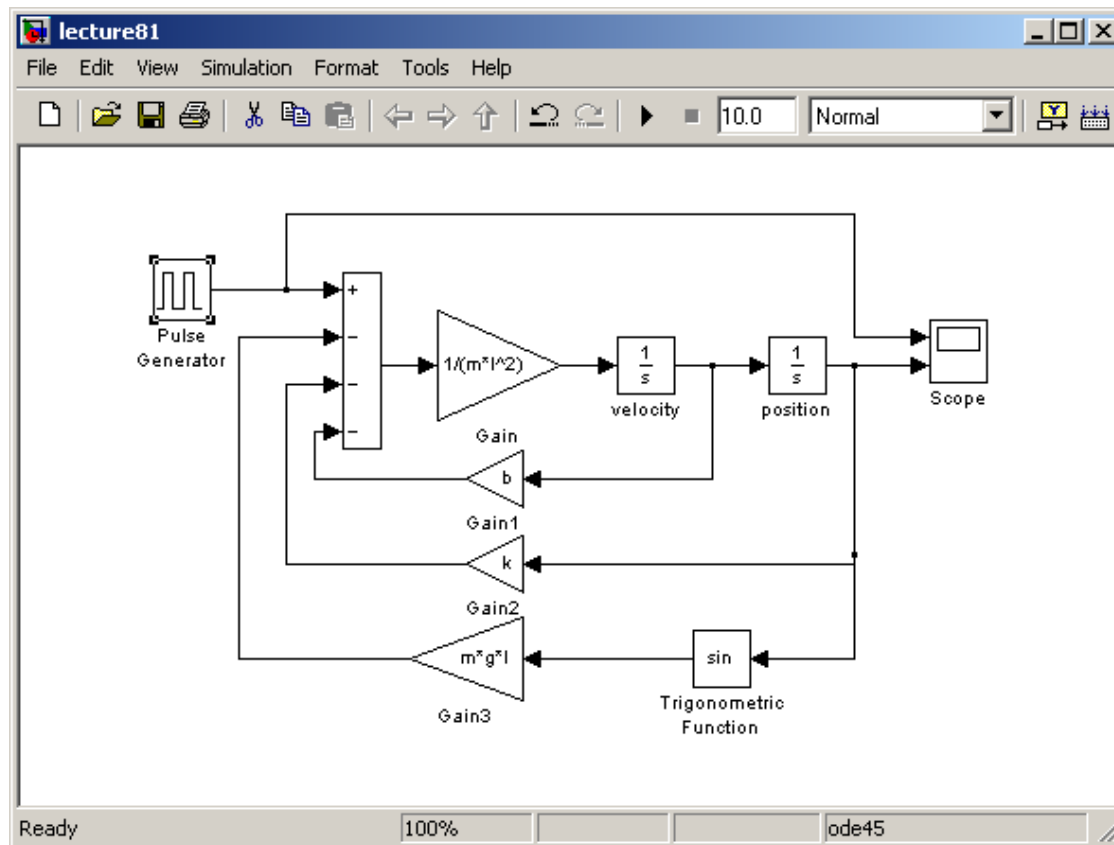 lecture81
File Edit View Simulation Format Tools Help
10.0 Normal
Pulse
Generator
+
−
−
−
1/(m*l^2)
Gain
1
s
velocity
1
s
position
Scope
b
Gain1
k
Gain2
m*g*l
Gain3
sin
Trigonometric
Function
Ready 100% ode45